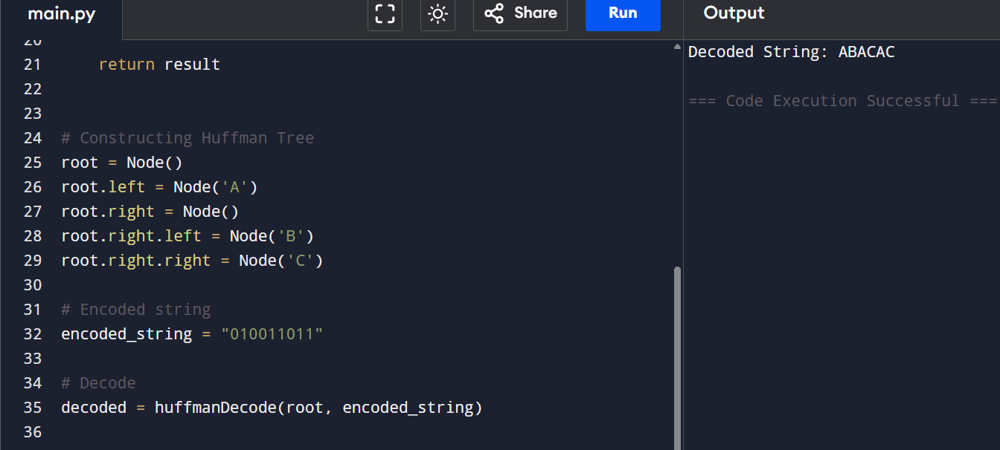 main.py
Share
Run
Output
20
21     return result
22
23
24 # Constructing Huffman Tree
25 root = Node()
26 root.left = Node('A')
27 root.right = Node()
28 root.right.left = Node('B')
29 root.right.right = Node('C')
30
31 # Encoded string
32 encoded_string = "010011011"
33
34 # Decode
35 decoded = huffmanDecode(root, encoded_string)
36
Decoded String: ABACAC
=== Code Execution Successful ===